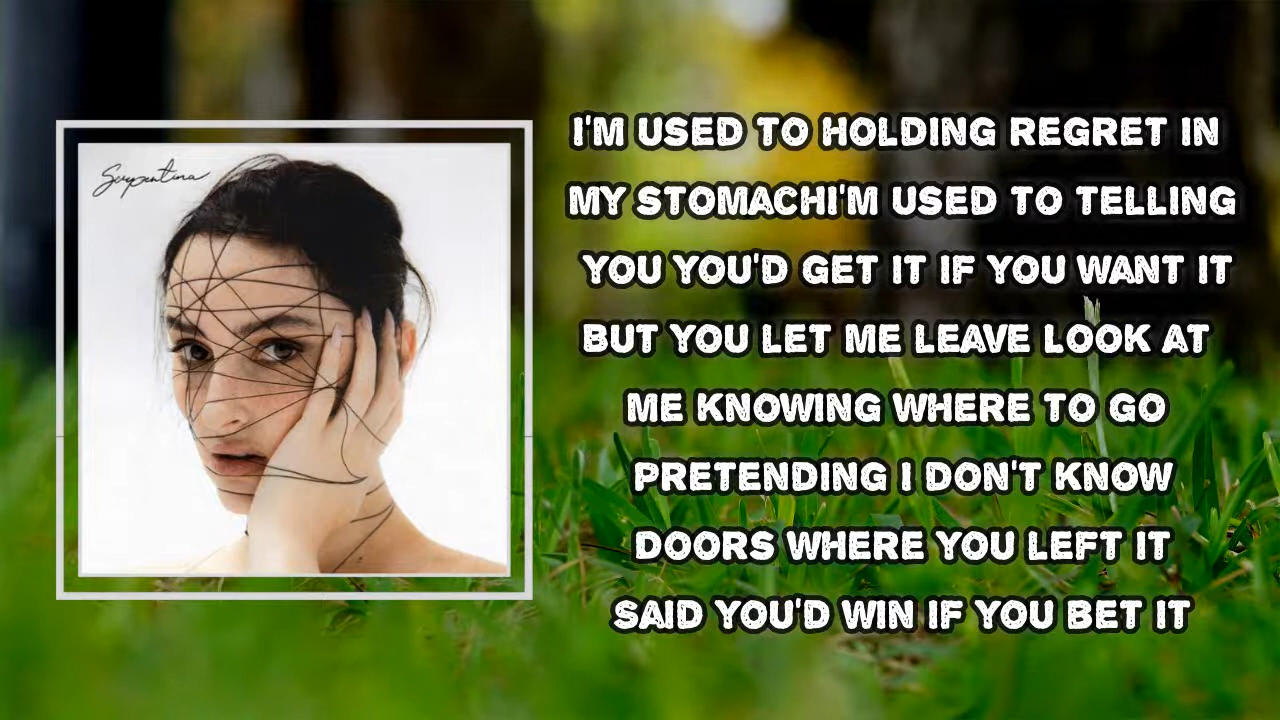 Serpentina
I'M USED TO HOLDING REGRET IN
MY STOMACHI'M USED TO TELLING
YOU YOU'D GET IT IF YOU WANT IT
BUT YOU LET ME LEAVE LOOK AT
ME KNOWING WHERE TO GO
PRETENDING I DON'T KNOW
DOORS WHERE YOU LEFT IT
SAID YOU'D WIN IF YOU BET IT